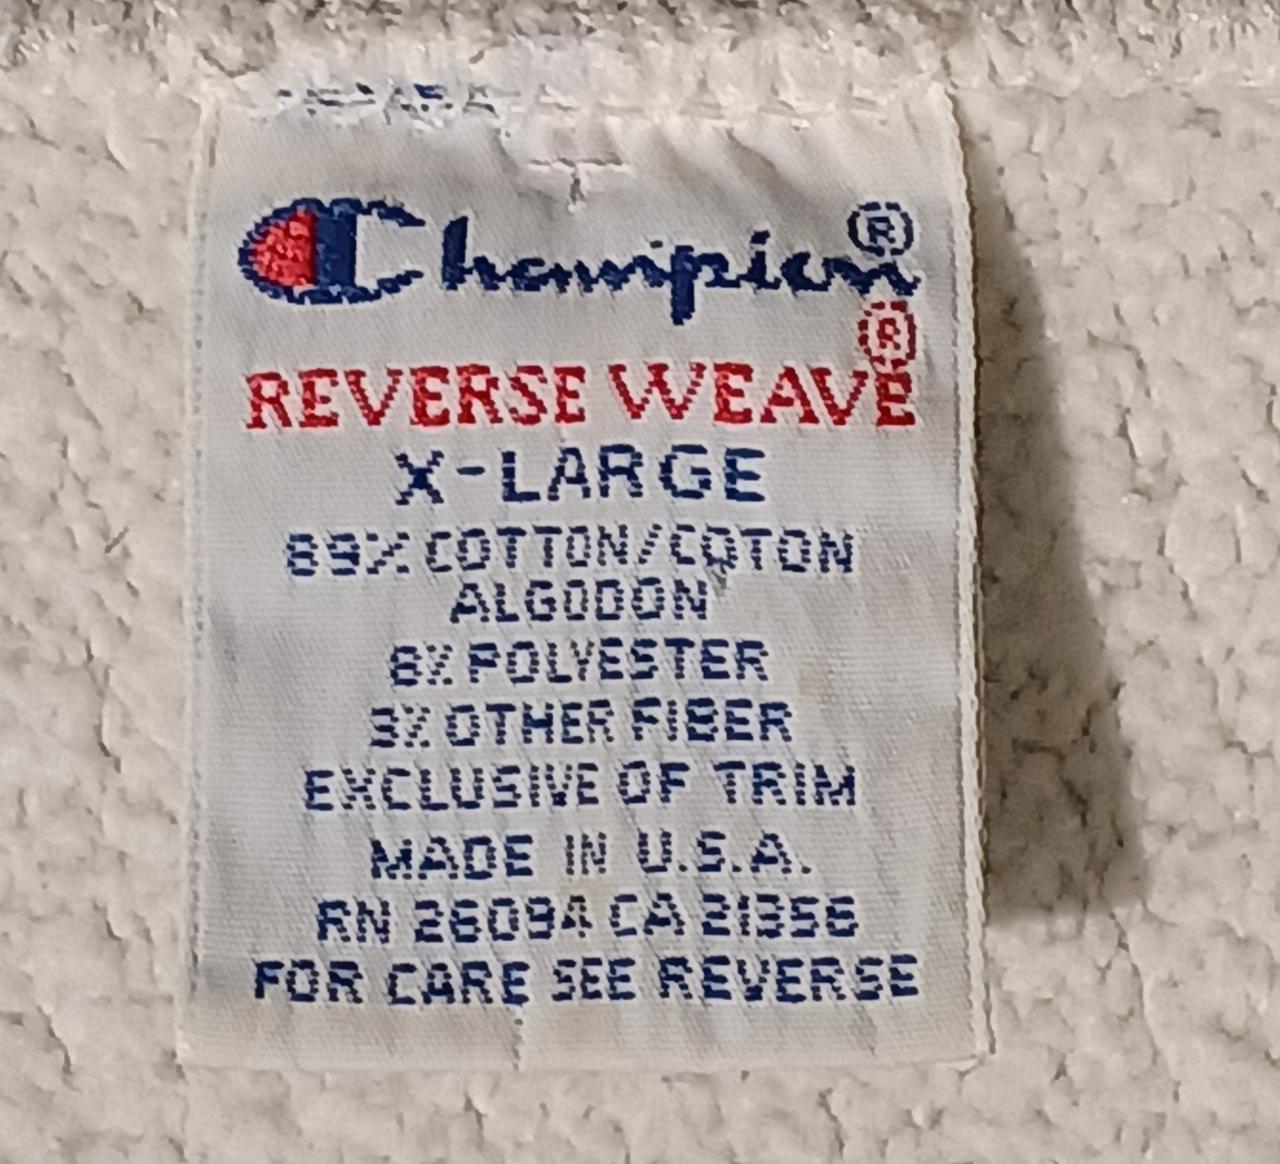 Champion®
REVERSE WEAVE®
X-LARGE
89% COTTON/COTON
ALGODON
8% POLYESTER
3% OTHER FIBER
EXCLUSIVE OF TRIM
MADE IN U.S.A.
RN 26094 CA 21356
FOR CARE SEE REVERSE